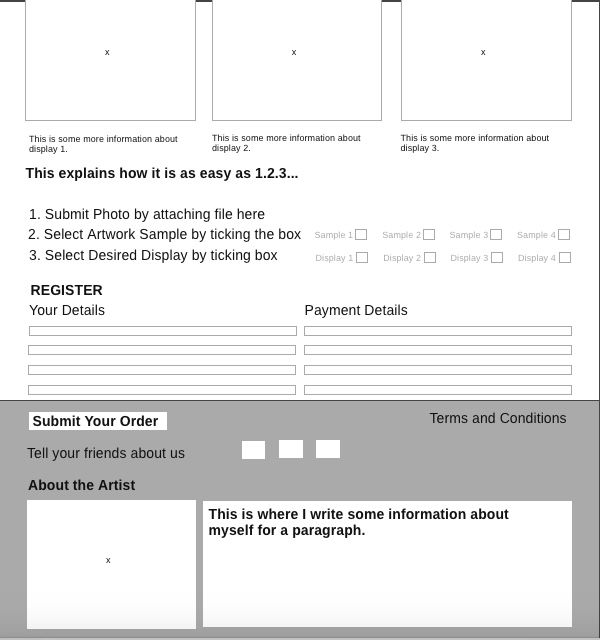 x
x
x
This is some more information about
display 1.
This is some more information about
display 2.
This is some more information about
display 3.
This explains how it is as easy as 1.2.3...
1. Submit Photo by attaching file here
2. Select Artwork Sample by ticking the box
Sample 1
Sample 2
Sample 3
Sample 4
3. Select Desired Display by ticking box
Display 1
Display 2
Display 3
Display 4
REGISTER
Your Details
Payment Details
Submit Your Order
Terms and Conditions
Tell your friends about us
About the Artist
x
This is where I write some information about
myself for a paragraph.